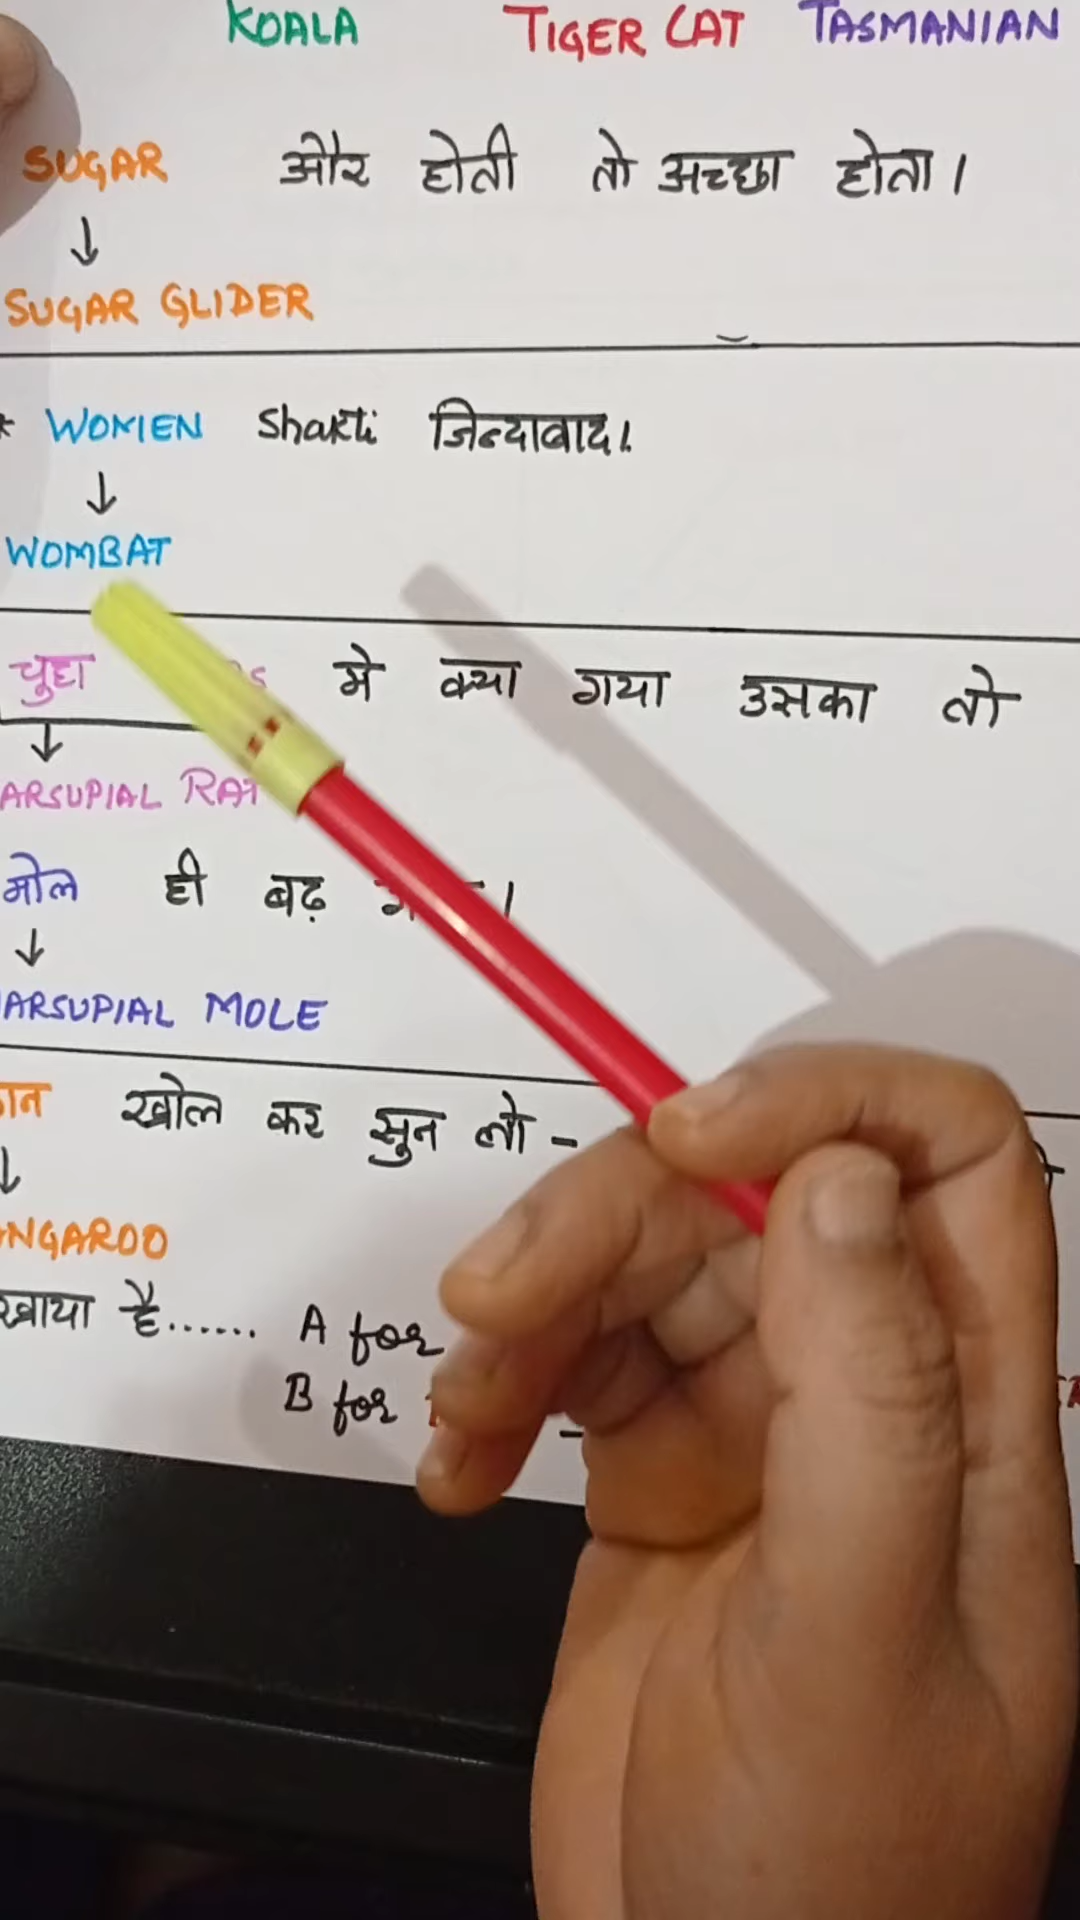 KOALA TIGER CAT TASMANIAN
SUGAR और होती तो अच्छा होता।
↓
SUGAR GLIDER
* WOMEN Shakti जिन्दाबाद।
↓
WOMBAT
चुहा में क्या गया उसका तो
↓
ARSUPIAL RAT
मोल ही बढ़ ।
↓
ARSUPIAL MOLE
खोल कर सुन लो -
↓
NGAROO
है...... A for
B for